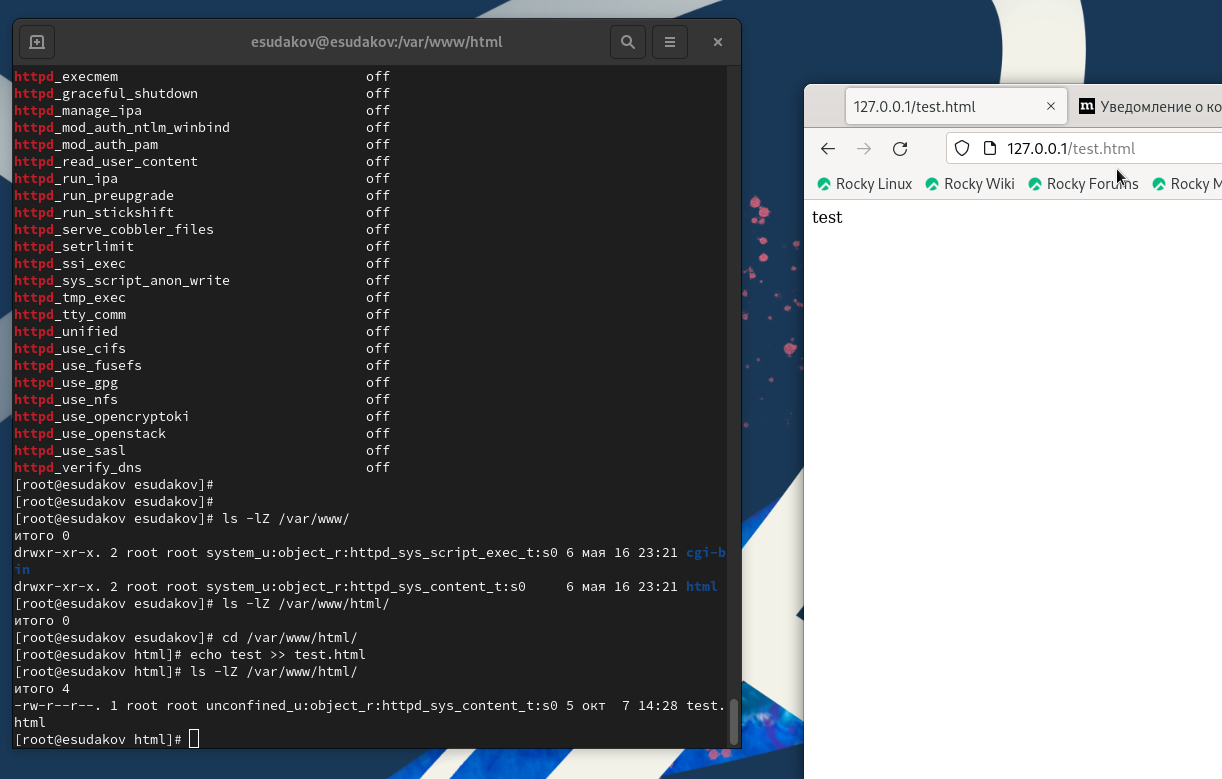 esudakov@esudakov:/var/www/html
httpd_execmem off
httpd_graceful_shutdown off
httpd_manage_ipa off
httpd_mod_auth_ntlm_winbind off
httpd_mod_auth_pam off
httpd_read_user_content off
httpd_run_ipa off
httpd_run_preupgrade off
httpd_run_stickshift off
httpd_serve_cobbler_files off
httpd_setrlimit off
httpd_ssi_exec off
httpd_sys_script_anon_write off
httpd_tmp_exec off
httpd_tty_comm off
httpd_unified off
httpd_use_cifs off
httpd_use_fusefs off
httpd_use_gpg off
httpd_use_nfs off
httpd_use_opencryptoki off
httpd_use_openstack off
httpd_use_sasl off
httpd_verify_dns off
[root@esudakov esudakov]#
[root@esudakov esudakov]#
[root@esudakov esudakov]# ls -lZ /var/www/
итого 0
drwxr-xr-x. 2 root root system_u:object_r:httpd_sys_script_exec_t:s0 6 мая 16 23:21 cgi-b
in
drwxr-xr-x. 2 root root system_u:object_r:httpd_sys_content_t:s0 6 мая 16 23:21 html
[root@esudakov esudakov]# ls -lZ /var/www/html/
итого 0
[root@esudakov esudakov]# cd /var/www/html/
[root@esudakov html]# echo test >> test.html
[root@esudakov html]# ls -lZ /var/www/html/
итого 4
-rw-r--r--. 1 root root unconfined_u:object_r:httpd_sys_content_t:s0 5 окт 7 14:28 test.
html
[root@esudakov html]#
127.0.0.1/test.html
m Уведомление о ко
127.0.0.1/test.html
Rocky Linux Rocky Wiki Rocky Forums Rocky M
test